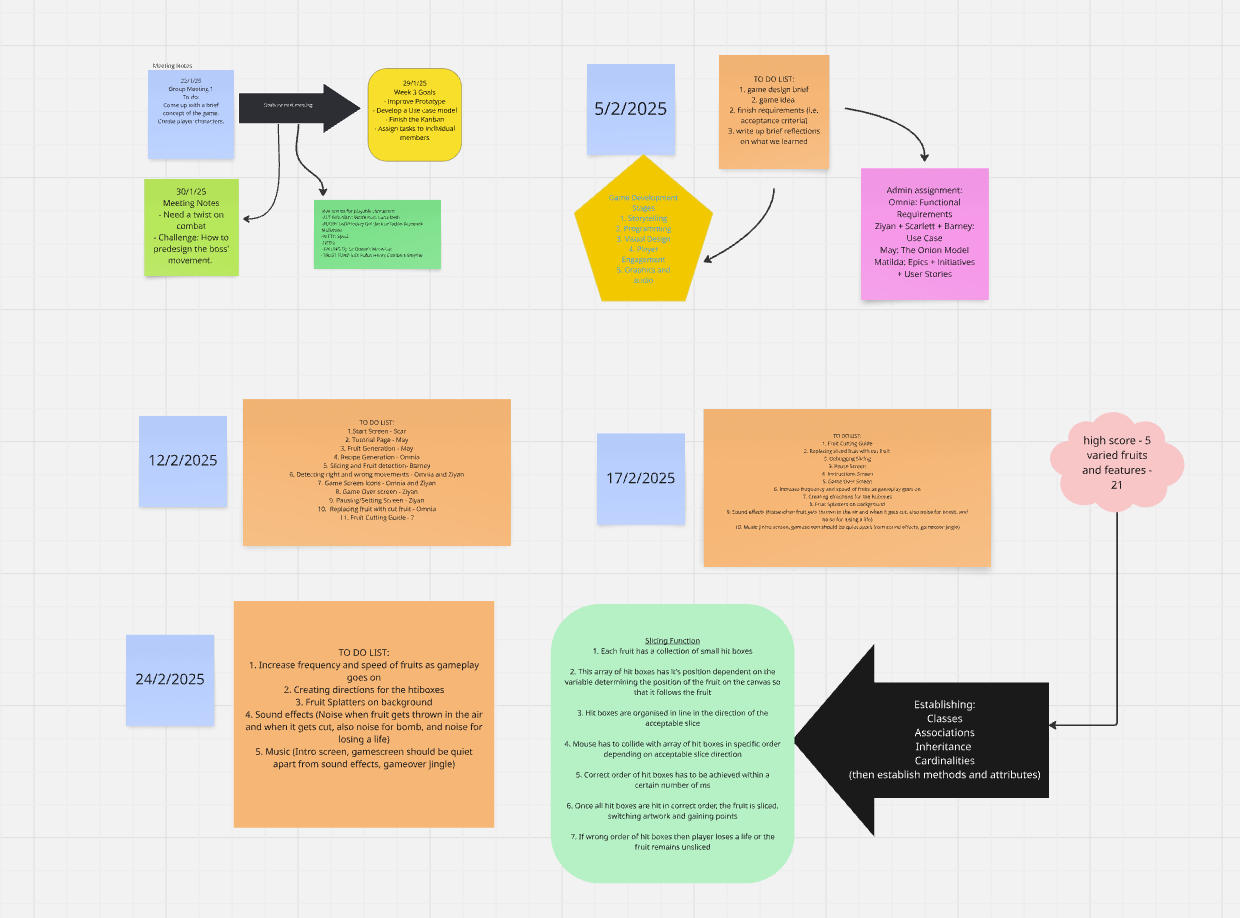 Meeting Notes
22/1/25
Group Meeting 1
To do:
Come up with a brief
concept of the game.
Create player characters.
29/1/25
Week 3 Goals
- Improve Prototype
- Develop a Use case model
- Finish the Kanban
- Assign tasks to individual
members
30/1/25
Meeting Notes
- Need a twist on
combat
- Challenge: How to
predesign the boss'
movement.
5/2/2025
TO DO LIST:
1. game design brief
2. game idea
3. finish requirements (i.e.
acceptance criteria)
3. write up brief reflections
on what we learned
Game Development
Stages
1. Storytelling
2. Programming
3. Visual Design
4. Player
Engagement
5. Graphics and
audio
Admin assignment:
Omnia: Functional
Requirements
Ziyan + Scarlett + Barney:
Use Case
May: The Onion Model
Matilda: Epics + Initiatives
+ User Stories
12/2/2025
TO DO LIST:
1.Start Screen - Scar
2. Tutorial Page - May
3. Fruit Generation - May
4. Recipe Generation - Omnia
5. Slicing and Fruit detection- Barney
6. Detecting right and wrong movements - Omnia and Ziyan
7. Game Screen Icons - Omnia and Ziyan
8. Game Over screen - Ziyan
9. Pausing/Setting Screen - Ziyan
10. Replacing fruit with cut fruit - Omnia
11. Fruit Cutting Guide - ?
17/2/2025
TO DO LIST:
1. Fruit Cutting Guide
2. Replacing sliced fruit with cut fruit
3. Debugging Slicing
3. Pause Screen
4. Instructions Screen
5. Game Over Screen
6. Increase frequency and speed of fruits as gameplay goes on
7. Creating directions for the hitboxes
8. Fruit Splatters on background
9. Sound effects (Noise when fruit gets thrown in the air and when it gets cut, also noise for bomb, and
noise for losing a life)
10. Music (Intro screen, gamescreen should be quiet apart from sound effects, gameover jingle)
high score - 5
varied fruits
and features -
21
24/2/2025
TO DO LIST:
1. Increase frequency and speed of fruits as gameplay
goes on
2. Creating directions for the htiboxes
3. Fruit Splatters on background
4. Sound effects (Noise when fruit gets thrown in the air
and when it gets cut, also noise for bomb, and noise for
losing a life)
5. Music (Intro screen, gamescreen should be quiet
apart from sound effects, gameover jingle)
Slicing Function
1. Each fruit has a collection of small hit boxes
2. This array of hit boxes has it's position dependent on the
variable determining the position of the fruit on the canvas so
that it follows the fruit
3. Hit boxes are organised in line in the direction of the
acceptable slice
4. Mouse has to collide with array of hit boxes in specific order
depending on acceptable slice direction
5. Correct order of hit boxes has to be achieved within a
certain number of ms
6. Once all hit boxes are hit in correct order, the fruit is sliced,
switching artwork and gaining points
7. If wrong order of hit boxes then player loses a life or the
fruit remains unsliced
Establishing:
Classes
Associations
Inheritance
Cardinalities
(then establish methods and attributes)